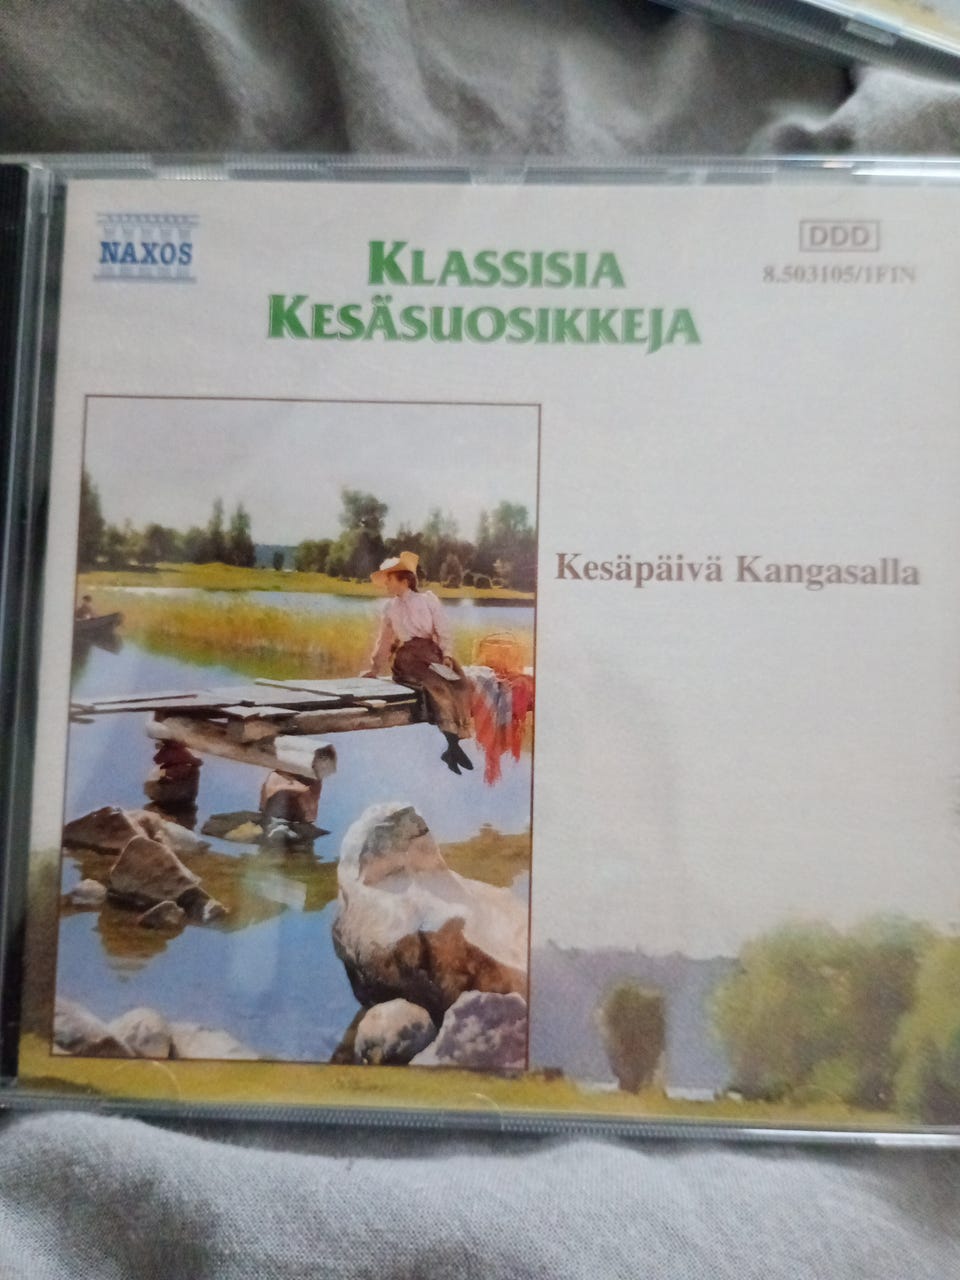 NAXOS
KLASSISIA
KESÄSUOSIKKEJA
DDD
8.503105/1FIN
Kesäpäivä Kangasalla